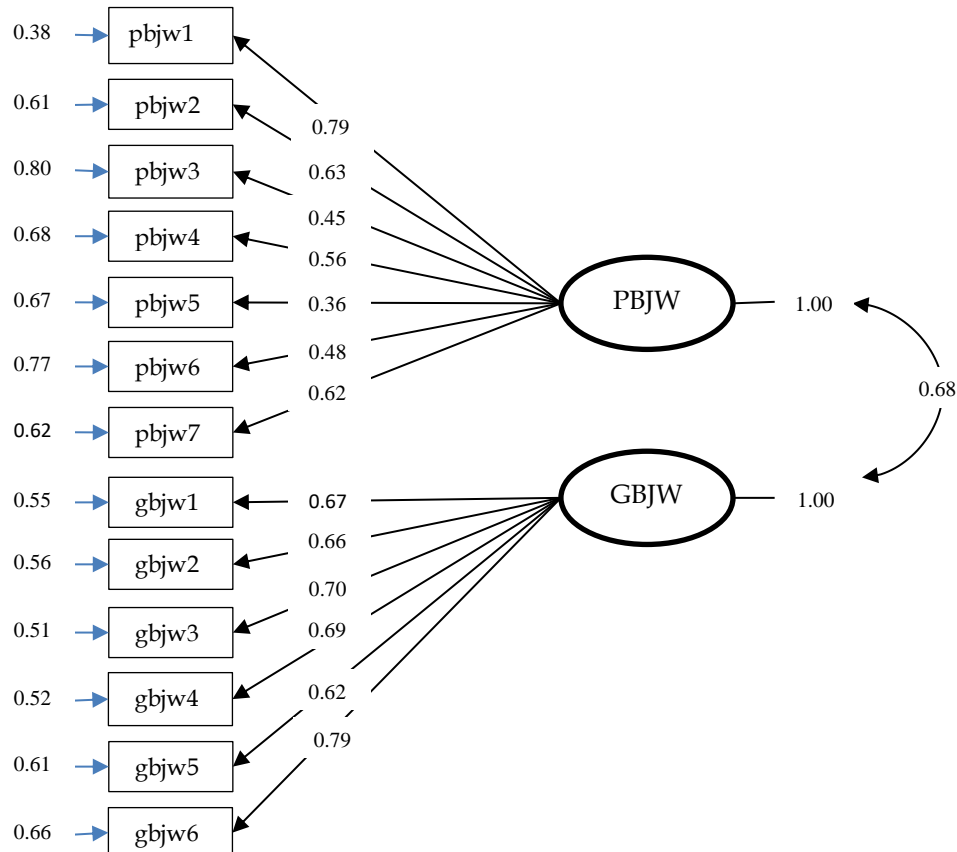 0.38 pbjw1
0.79
0.61 pbjw2
0.63
0.80 pbjw3
0.45
0.68 pbjw4
0.56
0.67 pbjw5 0.36 PBJW 1.00
0.48
0.77 pbjw6
0.68
0.62
0.62 pbjw7
0.55 gbjw1 0.67 GBJW 1.00
0.66
0.56 gbjw2
0.70
0.51 gbjw3 0.69
0.62
0.52 gbjw4
0.79
0.61 gbjw5
0.66 gbjw6